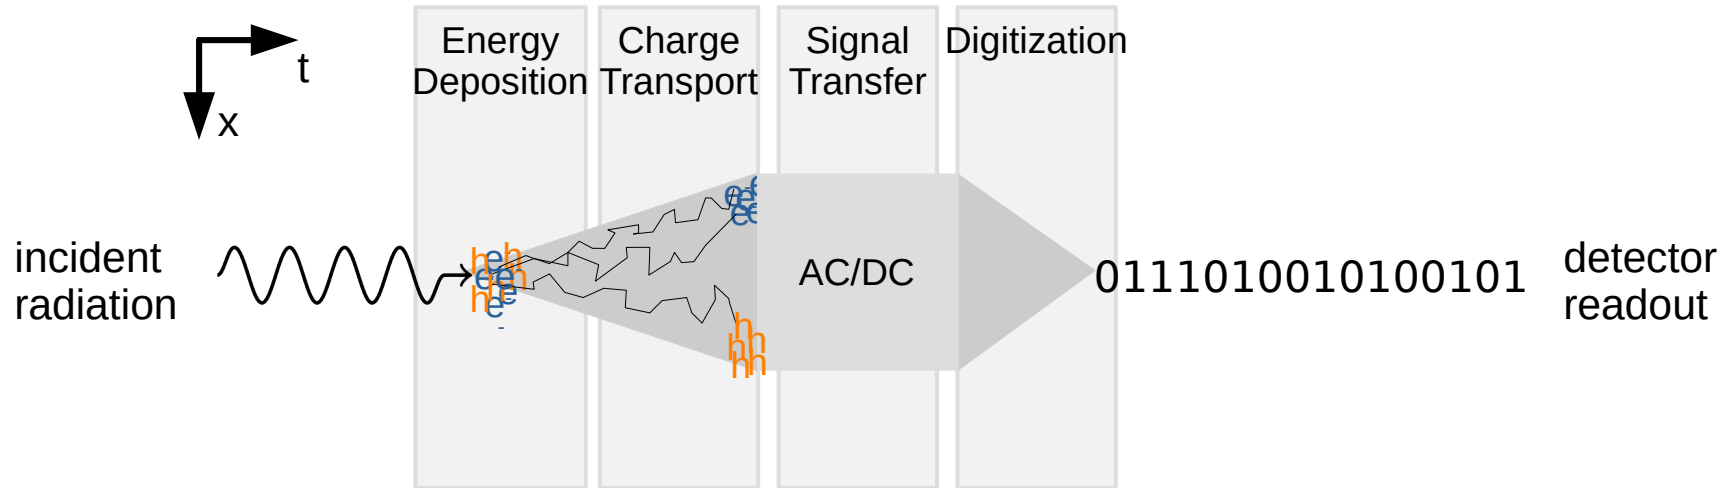 t
x
Energy
Deposition
Charge
Transport
Signal
Transfer
Digitization
incident
radiation
h e h
e e h
h e
e
-
e e e
e e
AC/DC
h
h h
h h
0111010010100101
detector
readout